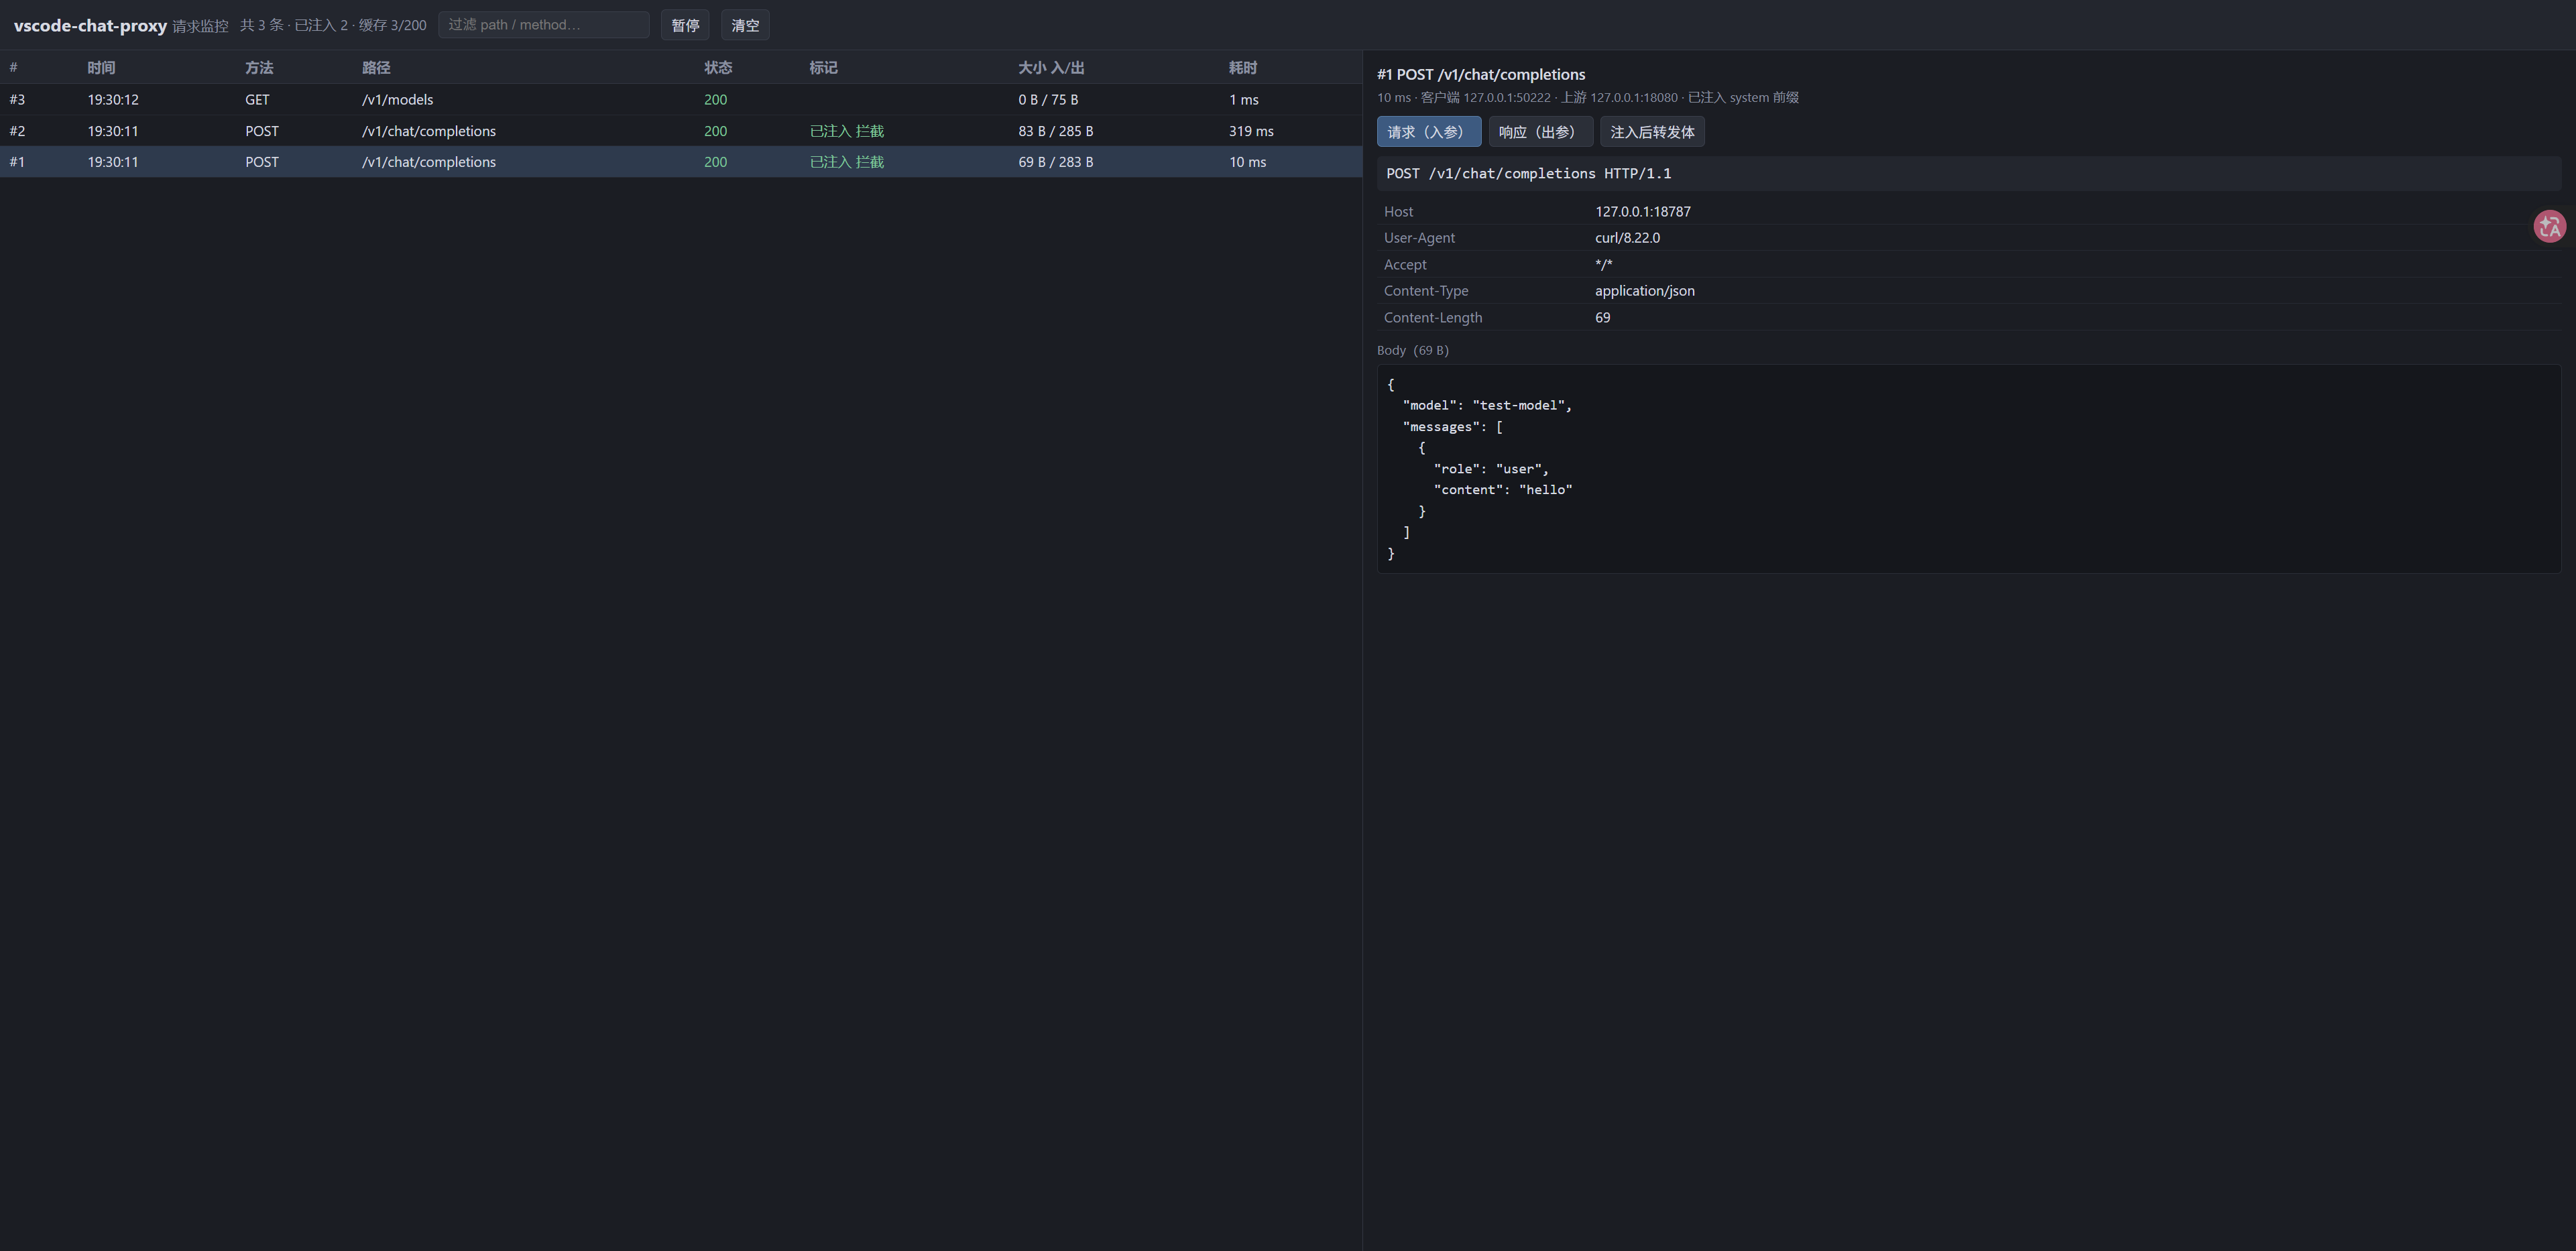 vscode-chat-proxy 请求监控 共 3 条 · 已注入 2 · 缓存 3/200 过滤 path / method… 暂停 清空
# 时间 方法 路径 状态 标记 大小 入/出 耗时
#3 19:30:12 GET /v1/models 200 0 B / 75 B 1 ms
#2 19:30:11 POST /v1/chat/completions 200 已注入 拦截 83 B / 285 B 319 ms
#1 19:30:11 POST /v1/chat/completions 200 已注入 拦截 69 B / 283 B 10 ms
#1 POST /v1/chat/completions
10 ms · 客户端 127.0.0.1:50222 · 上游 127.0.0.1:18080 · 已注入 system 前缀
请求（入参） 响应（出参） 注入后转发体
POST /v1/chat/completions HTTP/1.1
Host 127.0.0.1:18787
User-Agent curl/8.22.0
Accept */*
Content-Type application/json
Content-Length 69
Body (69 B)
{
  "model": "test-model",
  "messages": [
    {
      "role": "user",
      "content": "hello"
    }
  ]
}